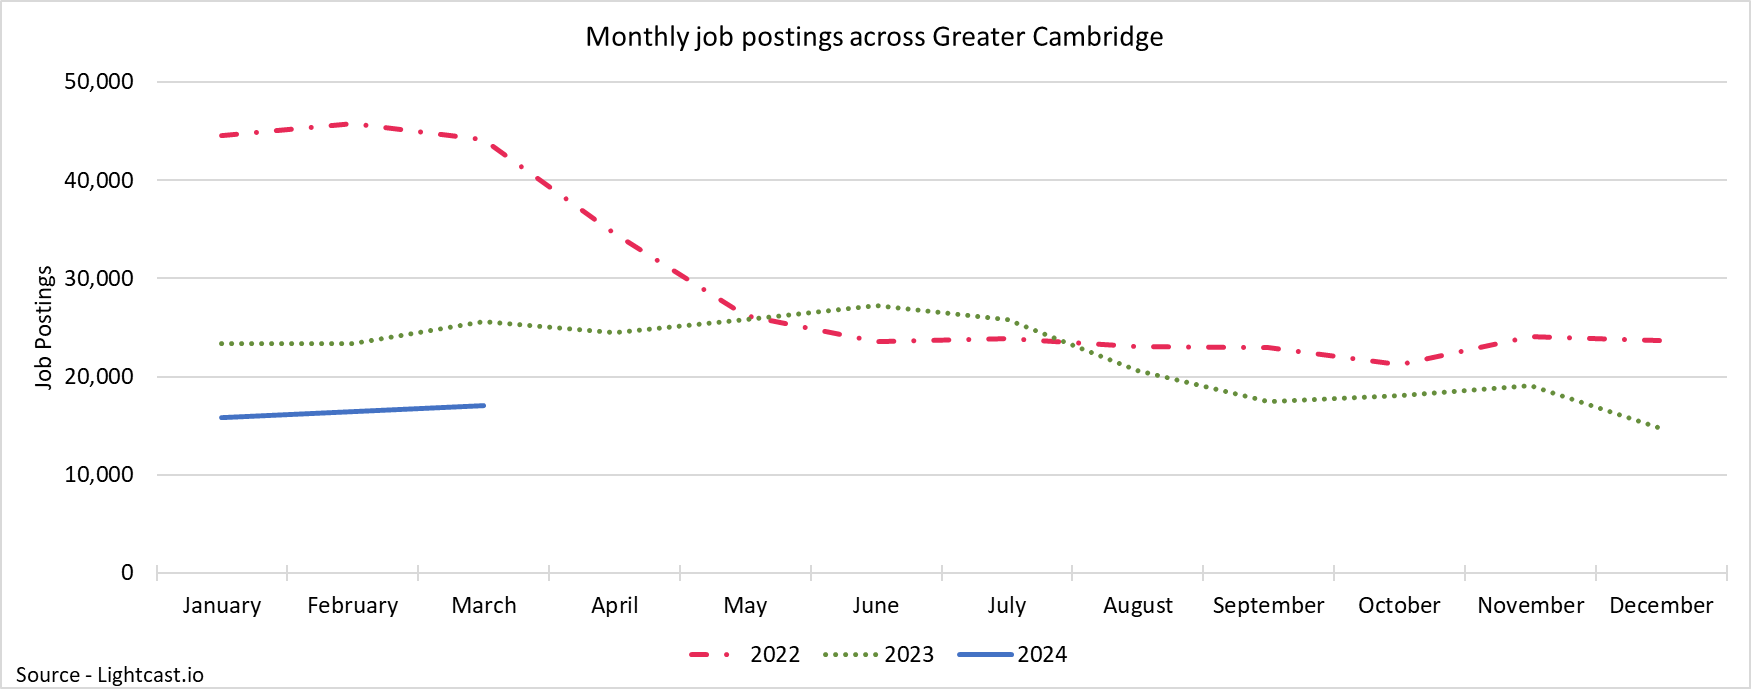 Monthly job postings across Greater Cambridge
50,000
40,000
30,000
20,000
10,000
0
Job Postings
January February March April May June July August September October November December
2022 2023 2024
Source - Lightcast.io